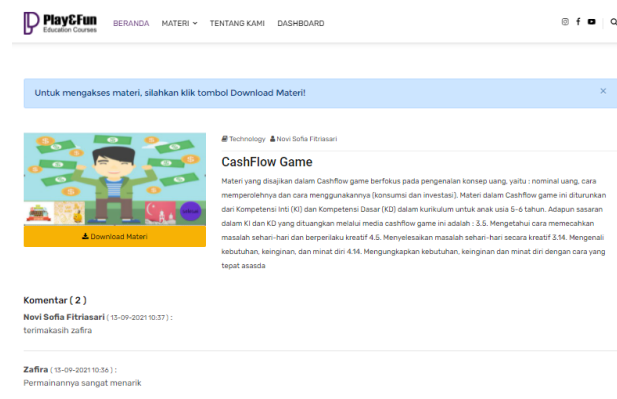 Play&Fun
Education Courses
BERANDA MATERI TENTANG KAMI DASHBOARD
Untuk mengakses materi, silahkan klik tombol Download Materi!
Technology Novi Sofia Fitriasari
CashFlow Game
Materi yang disajikan dalam Cashflow game berfokus pada pengenalan konsep uang, yaitu : nominal uang, cara
memperolehnya dan cara menggunakannya (konsumsi dan investasi). Materi dalam Cashflow game ini diturunkan
dari Kompetensi Inti (KI) dan Kompetensi Dasar (KD) dalam kurikulum untuk anak usia 5-6 tahun. Adapun sasaran
dalam KI dan KD yang dituangkan melalui media cashflow game ini adalah : 3.5. Mengetahui cara memecahkan
masalah sehari-hari dan berperilaku kreatif 4.5. Menyelesaikan masalah sehari-hari secara kreatif 3.14. Mengenali
kebutuhan, keinginan, dan minat diri 4.14. Mengungkapkan kebutuhan, keinginan dan minat diri dengan cara yang
tepat asasda
Download Materi
Komentar ( 2 )
Novi Sofia Fitriasari ( 13-09-2021 10:37 ) :
terimakasih zafira
Zafira ( 13-09-2021 10:36 ) :
Permainannya sangat menarik